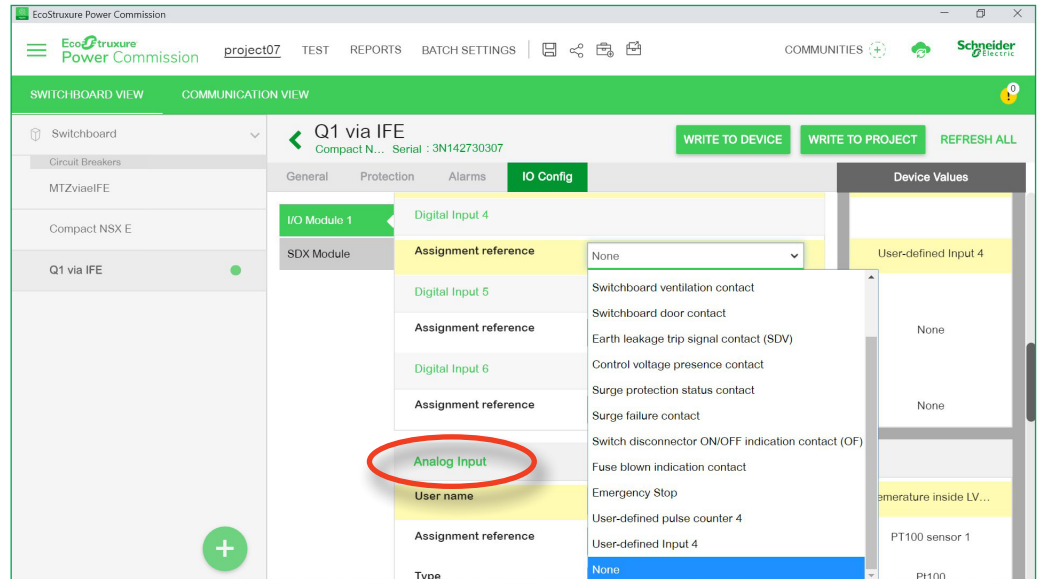 EcoStruxure Power Commission
EcoStruxure
Power Commission
project07 TEST REPORTS BATCH SETTINGS COMMUNITIES
Schneider
Electric
SWITCHBOARD VIEW COMMUNICATION VIEW
0
Switchboard
Circuit Breakers
MTZviaeIFE
Compact NSX E
Q1 via IFE
Q1 via IFE
Compact N... Serial : 3N142730307
WRITE TO DEVICE WRITE TO PROJECT REFRESH ALL
General Protection Alarms IO Config Device Values
I/O Module 1
SDX Module
Digital Input 4
Assignment reference None User-defined Input 4
Digital Input 5
Assignment reference None
Digital Input 6
Assignment reference None
Analog Input
User name emerature inside LV...
Assignment reference PT100 sensor 1
Type Pt100
Switchboard ventilation contact
Switchboard door contact
Earth leakage trip signal contact (SDV)
Control voltage presence contact
Surge protection status contact
Surge failure contact
Switch disconnector ON/OFF indication contact (OF)
Fuse blown indication contact
Emergency Stop
User-defined pulse counter 4
User-defined Input 4
None